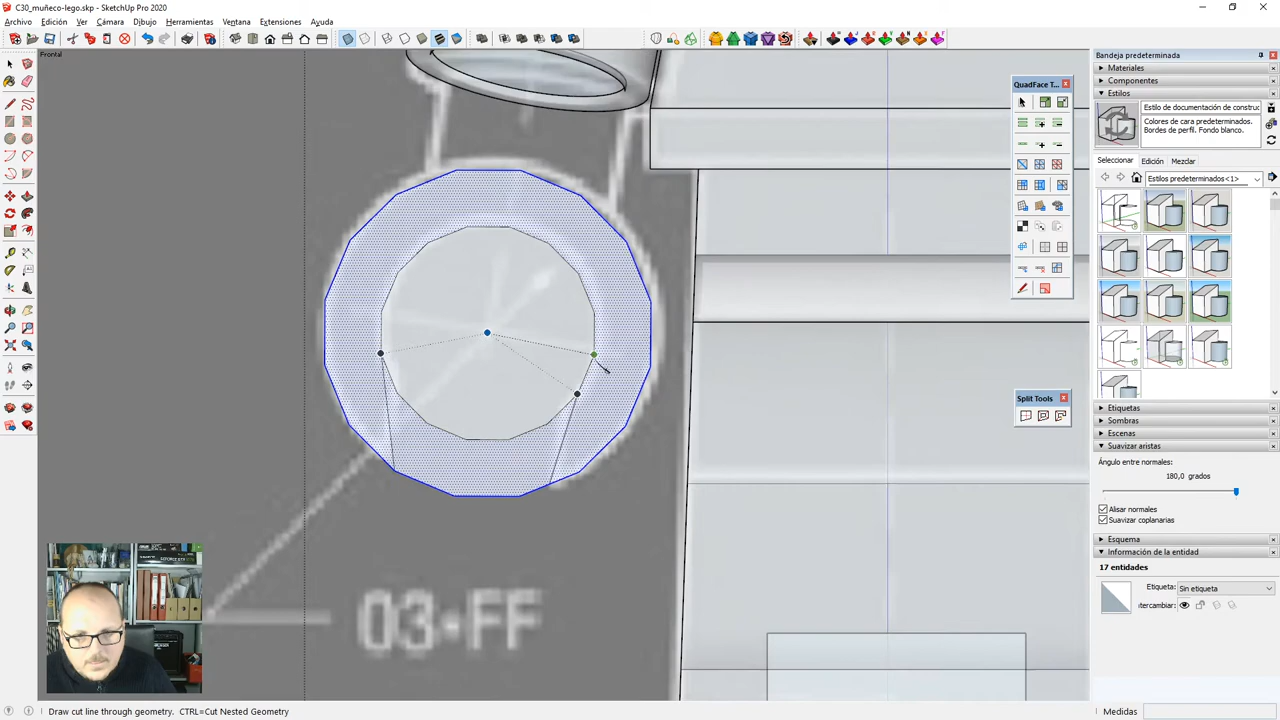 C30_muñeco-lego.skp - SketchUp Pro 2020
Archivo Edición Ver Cámara Dibujo Herramientas Ventana Extensiones Ayuda
Frontal
QuadFace T...
Split Tools
03•FF
Bandeja predeterminada
Materiales
Componentes
Estilos
Estilo de documentación de construc
Colores de cara predeterminados.
Bordes de perfil. Fondo blanco.
Seleccionar Edición Mezclar
Estilos predeterminados<1>
Etiquetas
Sombras
Escenas
Suavizar aristas
Ángulo entre normales:
180,0 grados
Alisar normales
Suavizar coplanarias
Esquema
Información de la entidad
17 entidades
Etiqueta: Sin etiqueta
ntercambiar:
Draw cut line through geometry. CTRL=Cut Nested Geometry
Medidas